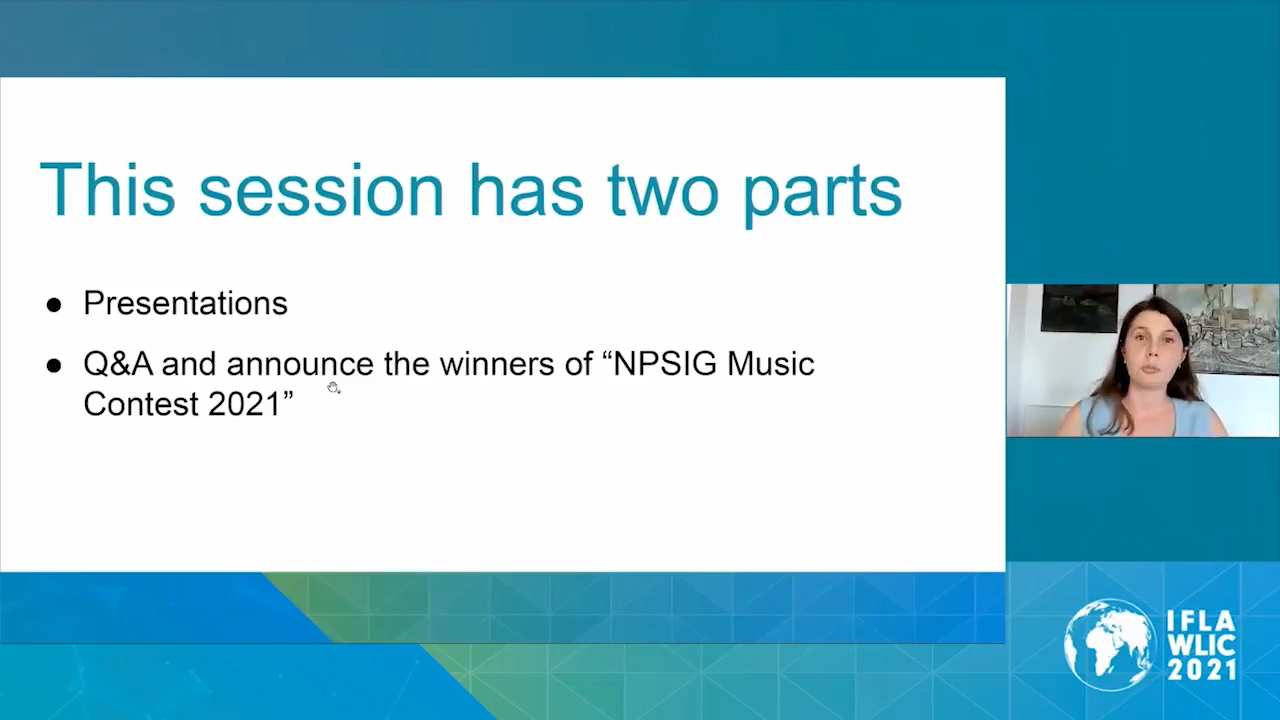 This session has two parts
● Presentations
● Q&A and announce the winners of “NPSIG Music
Contest 2021”
IFLA
WLIC
2021